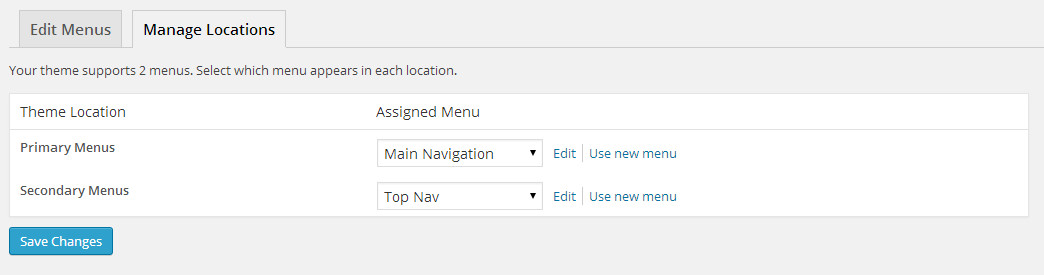 Edit Menus Manage Locations
Your theme supports 2 menus. Select which menu appears in each location.
Theme Location Assigned Menu
Primary Menus Main Navigation Edit Use new menu
Secondary Menus Top Nav Edit Use new menu
Save Changes